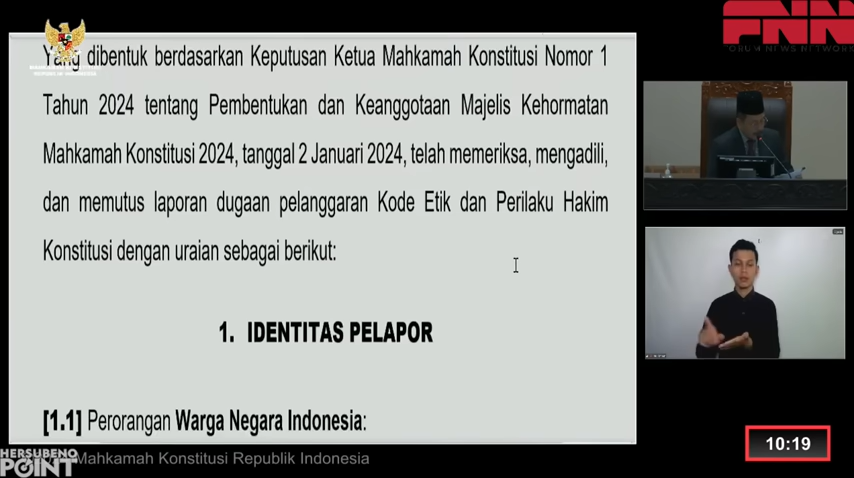 FNN
FORUM NEWS NETWORK
Yang dibentuk berdasarkan Keputusan Ketua Mahkamah Konstitusi Nomor 1
Tahun 2024 tentang Pembentukan dan Keanggotaan Majelis Kehormatan
Mahkamah Konstitusi 2024, tanggal 2 Januari 2024, telah memeriksa, mengadili,
dan memutus laporan dugaan pelanggaran Kode Etik dan Perilaku Hakim
Konstitusi dengan uraian sebagai berikut:
1. IDENTITAS PELAPOR
[1.1] Perorangan Warga Negara Indonesia:
HERSUBENO
POINT
Mahkamah Konstitusi Republik Indonesia
10:19